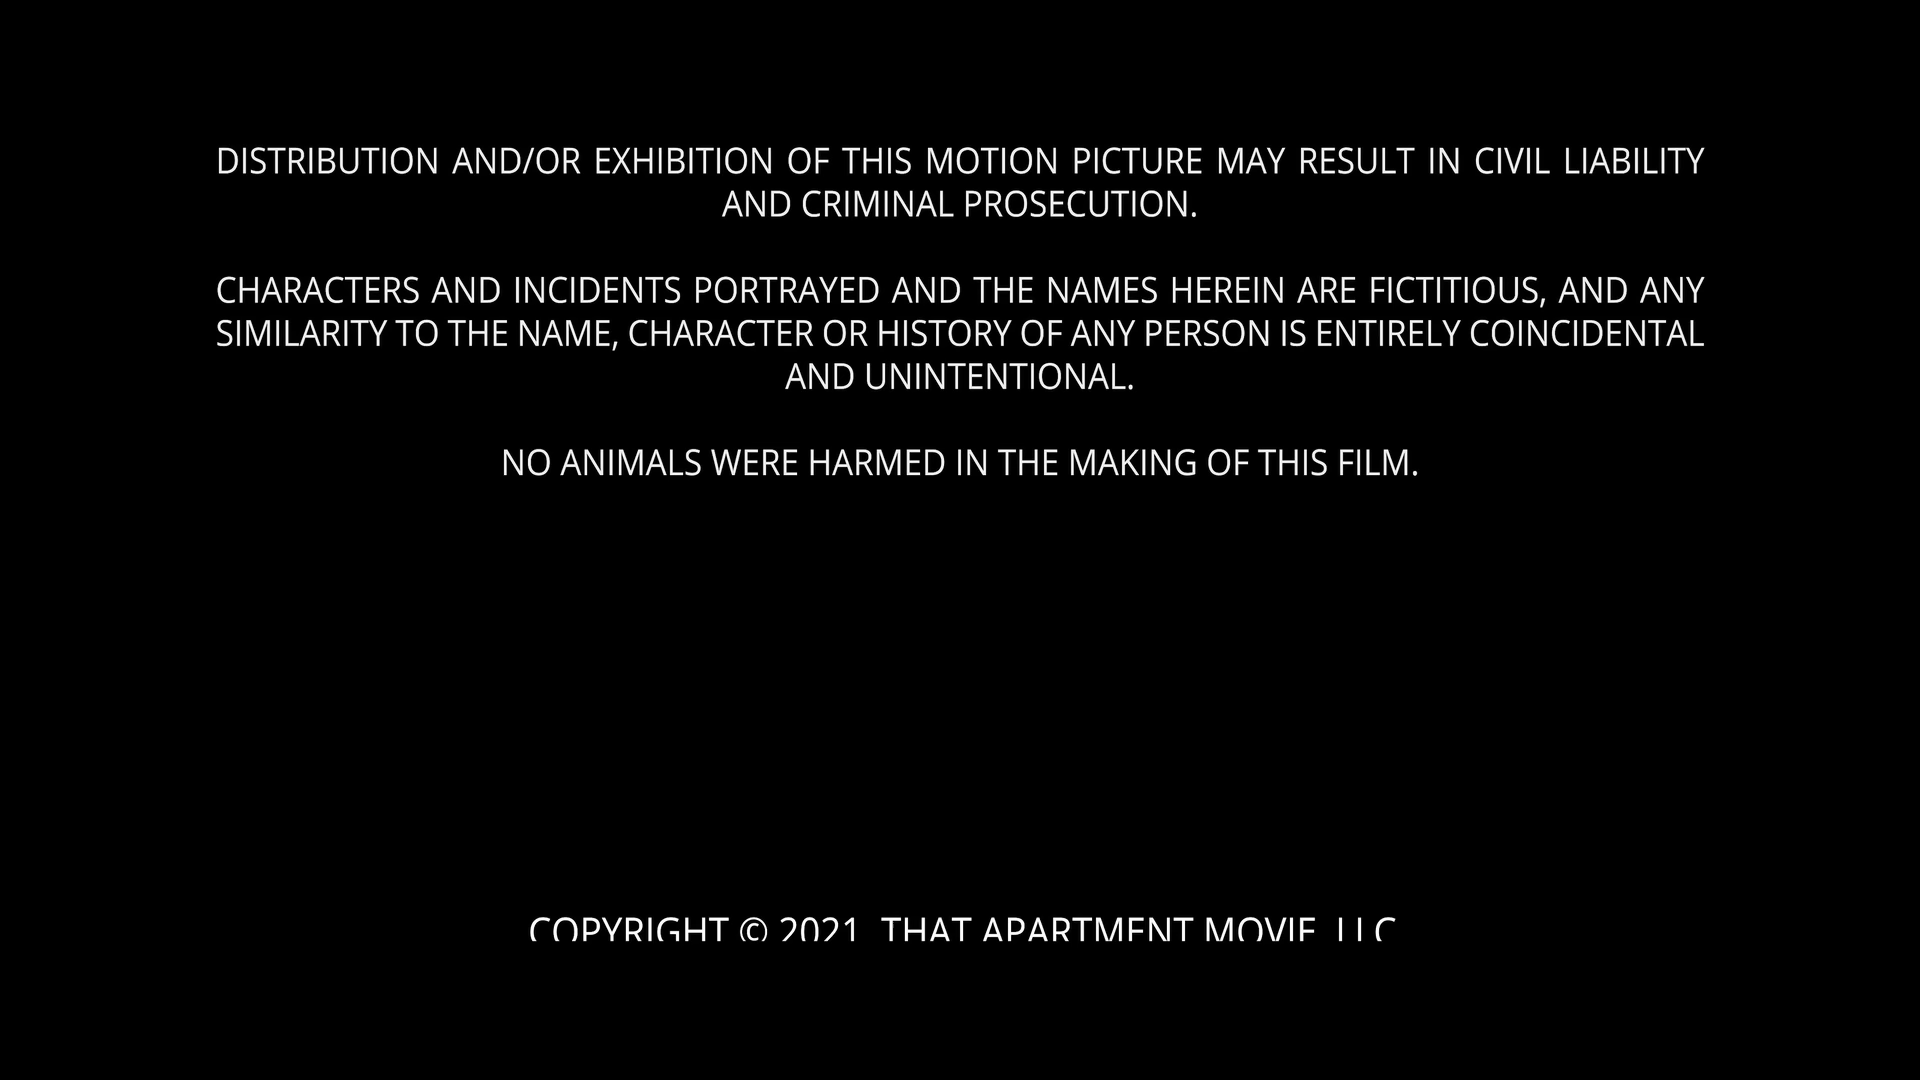 DISTRIBUTION AND/OR EXHIBITION OF THIS MOTION PICTURE MAY RESULT IN CIVIL LIABILITY
AND CRIMINAL PROSECUTION.
CHARACTERS AND INCIDENTS PORTRAYED AND THE NAMES HEREIN ARE FICTITIOUS, AND ANY
SIMILARITY TO THE NAME, CHARACTER OR HISTORY OF ANY PERSON IS ENTIRELY COINCIDENTAL
AND UNINTENTIONAL.
NO ANIMALS WERE HARMED IN THE MAKING OF THIS FILM.
COPYRIGHT © 2021 THAT APARTMENT MOVIE LLC